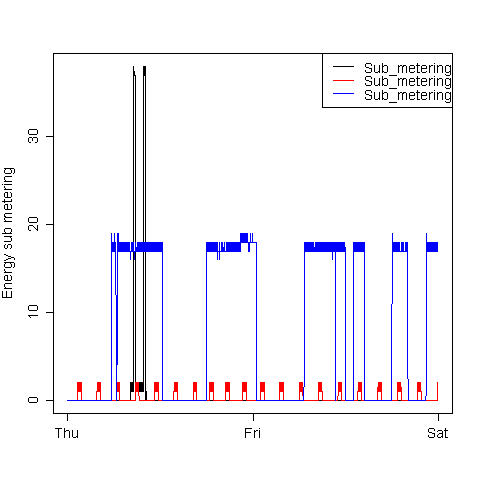 Sub_metering
Sub_metering
Sub_metering
Energy sub metering
30
20
10
0
Thu Fri Sat